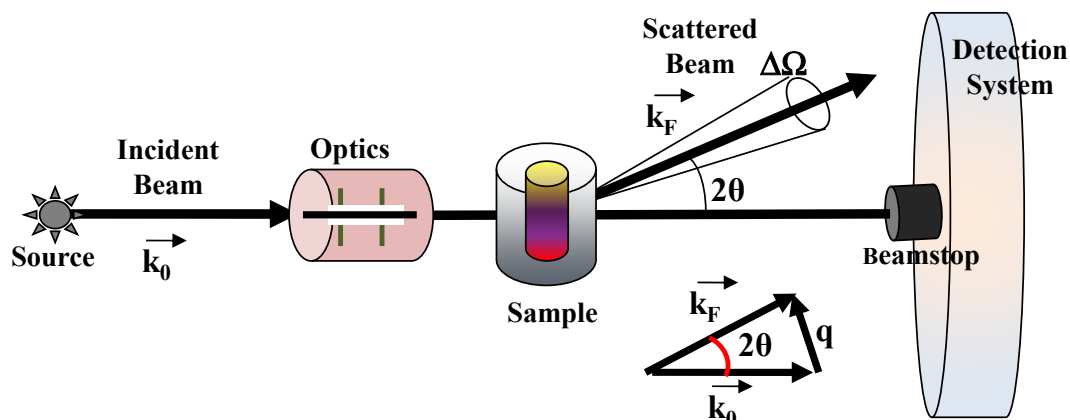 Scattered
Beam
ΔΩ
Detection
System
k_F
Incident
Beam
Optics
2θ
Source
k_0
Beamstop
Sample
k_F
2θ
q
k_0